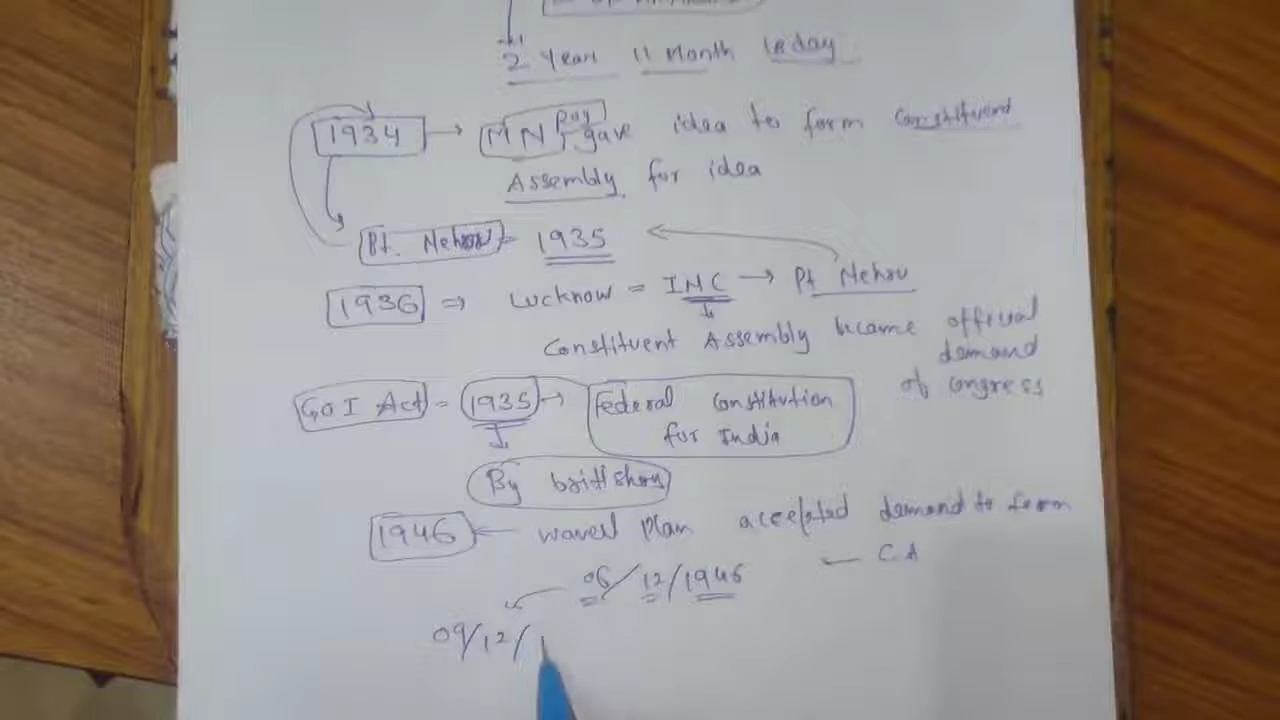 2 Year 11 Month 18 day
1934 → MN Roy gave idea to form constituent
Assembly for idea
Pt. Nehru = 1935
1936 ⇒ Lucknow = INC → Pt Nehru
Constituent Assembly became official
demand
of congress
GOI Act = 1935 → Federal constitution
for India
By
1946 ← wavel plan accepted demand to form
← CA
06/12/1946
09/12/